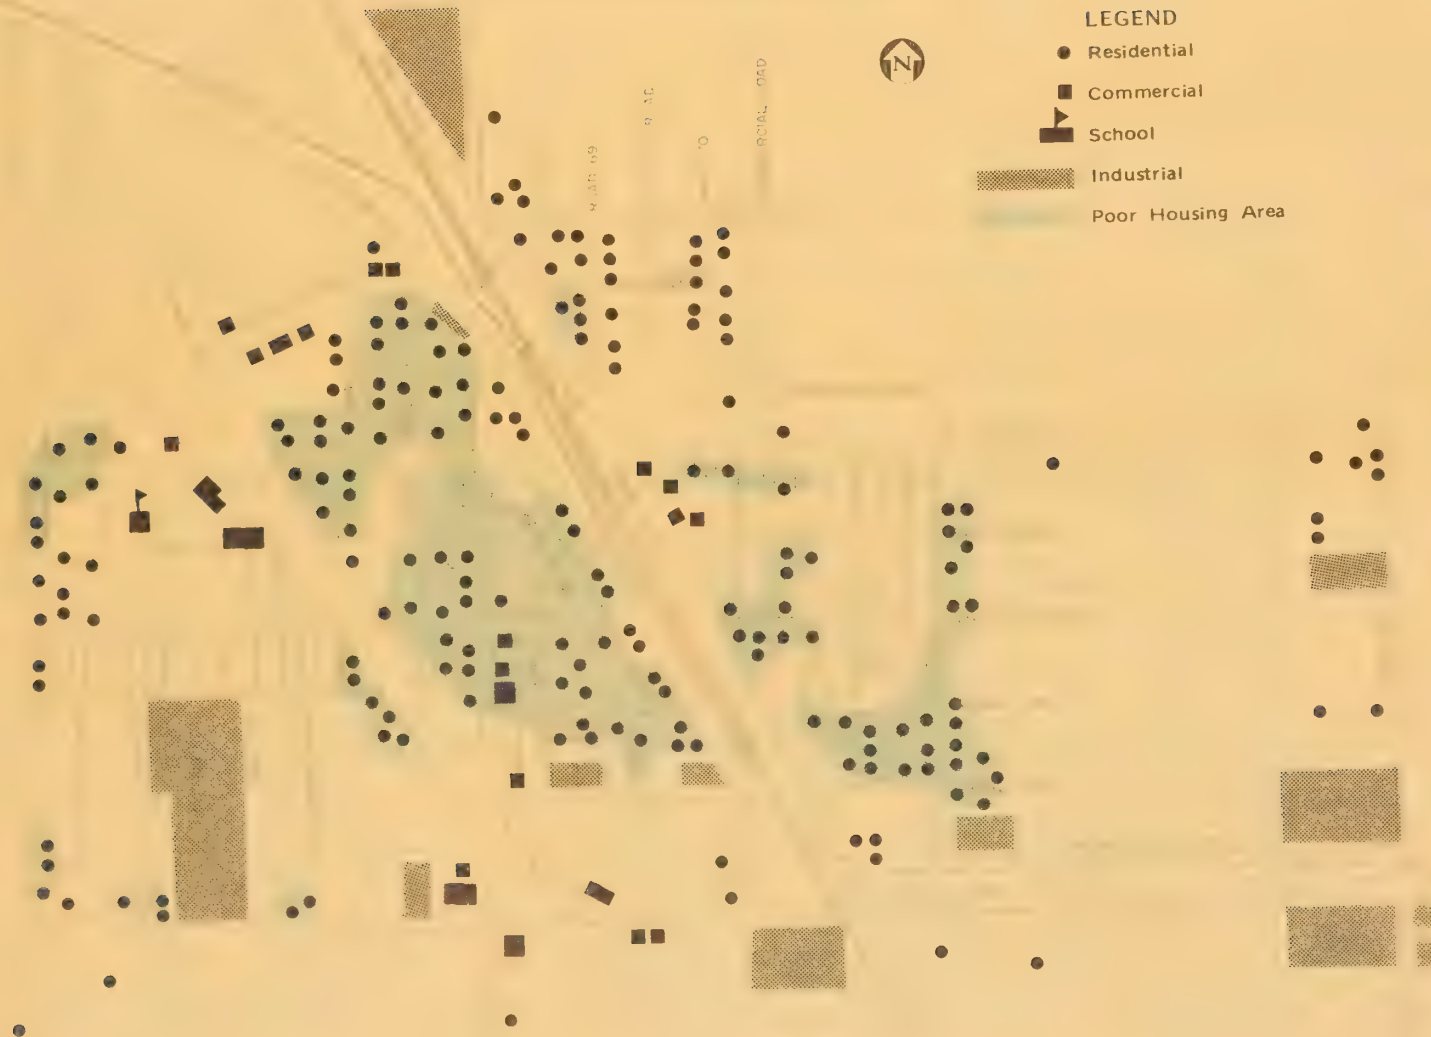 LEGEND
N
Residential
Commercial
School
Industrial
Poor Housing Area